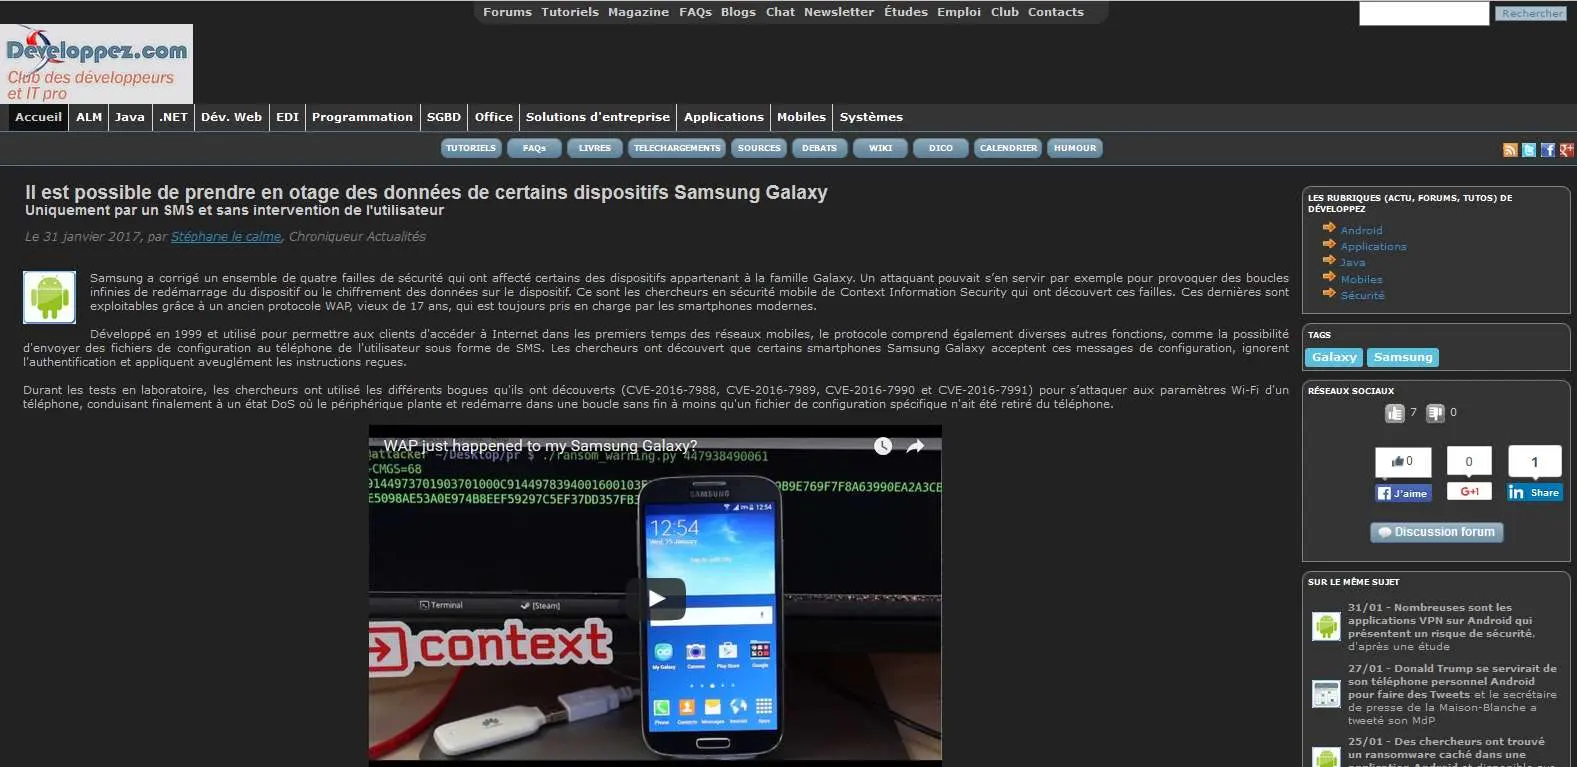 Forums Tutoriels Magazine FAQs Blogs Chat Newsletter Études Emploi Club Contacts
Rechercher
Developpez.com
Club des développeurs
et IT pro
Accueil ALM Java .NET Dév. Web EDI Programmation SGBD Office Solutions d'entreprise Applications Mobiles Systèmes
TUTORIELS FAQs LIVRES TELECHARGEMENTS SOURCES DEBATS WIKI DICO CALENDRIER HUMOUR
Il est possible de prendre en otage des données de certains dispositifs Samsung Galaxy
Uniquement par un SMS et sans intervention de l'utilisateur
Le 31 janvier 2017, par Stéphane le calme, Chroniqueur Actualités
Samsung a corrigé un ensemble de quatre failles de sécurité qui ont affecté certains des dispositifs appartenant à la famille Galaxy. Un attaquant pouvait s’en servir par exemple pour provoquer des boucles
infinies de redémarrage du dispositif ou le chiffrement des données sur le dispositif. Ce sont les chercheurs en sécurité mobile de Context Information Security qui ont découvert ces failles. Ces dernières sont
exploitables grâce à un ancien protocole WAP, vieux de 17 ans, qui est toujours pris en charge par les smartphones modernes.
Développé en 1999 et utilisé pour permettre aux clients d'accéder à Internet dans les premiers temps des réseaux mobiles, le protocole comprend également diverses autres fonctions, comme la possibilité
d'envoyer des fichiers de configuration au téléphone de l'utilisateur sous forme de SMS. Les chercheurs ont découvert que certains smartphones Samsung Galaxy acceptent ces messages de configuration, ignorent
l'authentification et appliquent aveuglément les instructions reçues.
Durant les tests en laboratoire, les chercheurs ont utilisé les différents bogues qu'ils ont découverts (CVE-2016-7988, CVE-2016-7989, CVE-2016-7990 et CVE-2016-7991) pour s’attaquer aux paramètres Wi-Fi d'un
téléphone, conduisant finalement à un état DoS où le périphérique plante et redémarre dans une boucle sans fin à moins qu'un fichier de configuration spécifique n'ait été retiré du téléphone.
WAP just happened to my Samsung Galaxy?
@attacker ~/Desktop/pr $ ./ransom_warning.py 447938490061
+CMGS=68
SAMSUNG
12:54
12:54
Wed, 25 January
My Galaxy Camera Play Store Google
Phone Contacts Messages Internet Apps
Terminal [Steam]
context
LES RUBRIQUES (ACTU, FORUMS, TUTOS) DE
DÉVELOPPEZ
Android
Applications
Java
Mobiles
Sécurité
TAGS
Galaxy Samsung
RÉSEAUX SOCIAUX
7 0
0 0 1
J'aime G+1 in Share
Discussion forum
SUR LE MÊME SUJET
31/01 - Nombreuses sont les
applications VPN sur Android qui
présentent un risque de sécurité,
d'après une étude
27/01 - Donald Trump se servirait de
son téléphone personnel Android
pour faire des Tweets et le secrétaire
de presse de la Maison-Blanche a
tweeté son MdP
25/01 - Des chercheurs ont trouvé
un ransomware caché dans une